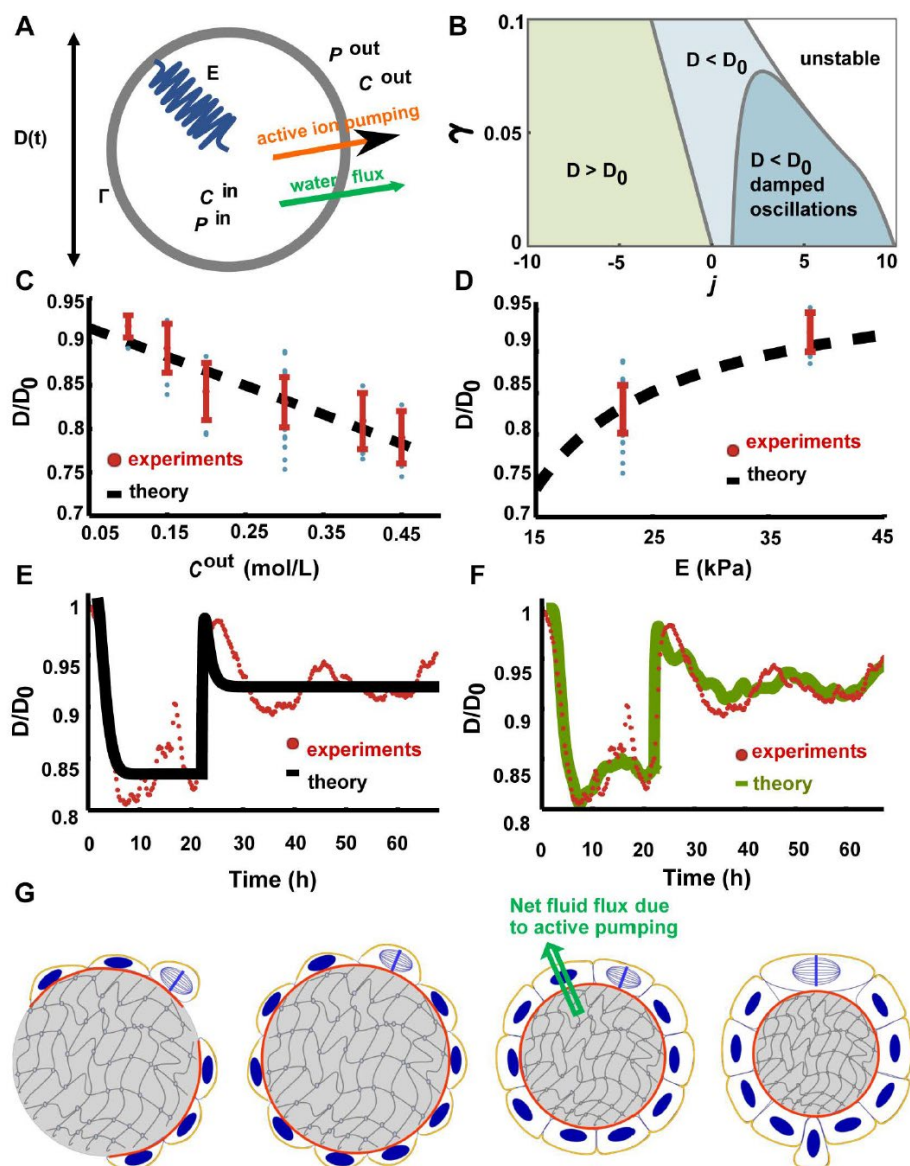 A
D(t)
E
P out
C out
active ion pumping
water flux
Γ
C in
P in
B
γ
0.1
0.05
0
D > D0
D < D0
unstable
D < D0
damped
oscillations
-10
-5
0
5
10
j
C
D/D0
0.95
0.9
0.85
0.8
0.75
0.7
experiments
theory
0.05
0.15
0.25
0.35
0.45
C out (mol/L)
D
D/D0
0.95
0.9
0.85
0.8
0.75
0.7
experiments
theory
15
25
35
45
E (kPa)
E
D/D0
1
0.95
0.9
0.85
0.8
experiments
theory
0
10
20
30
40
50
60
Time (h)
F
D/D0
1
0.95
0.9
0.85
0.8
experiments
theory
0
10
20
30
40
50
60
Time (h)
G
Net fluid flux due
to active pumping